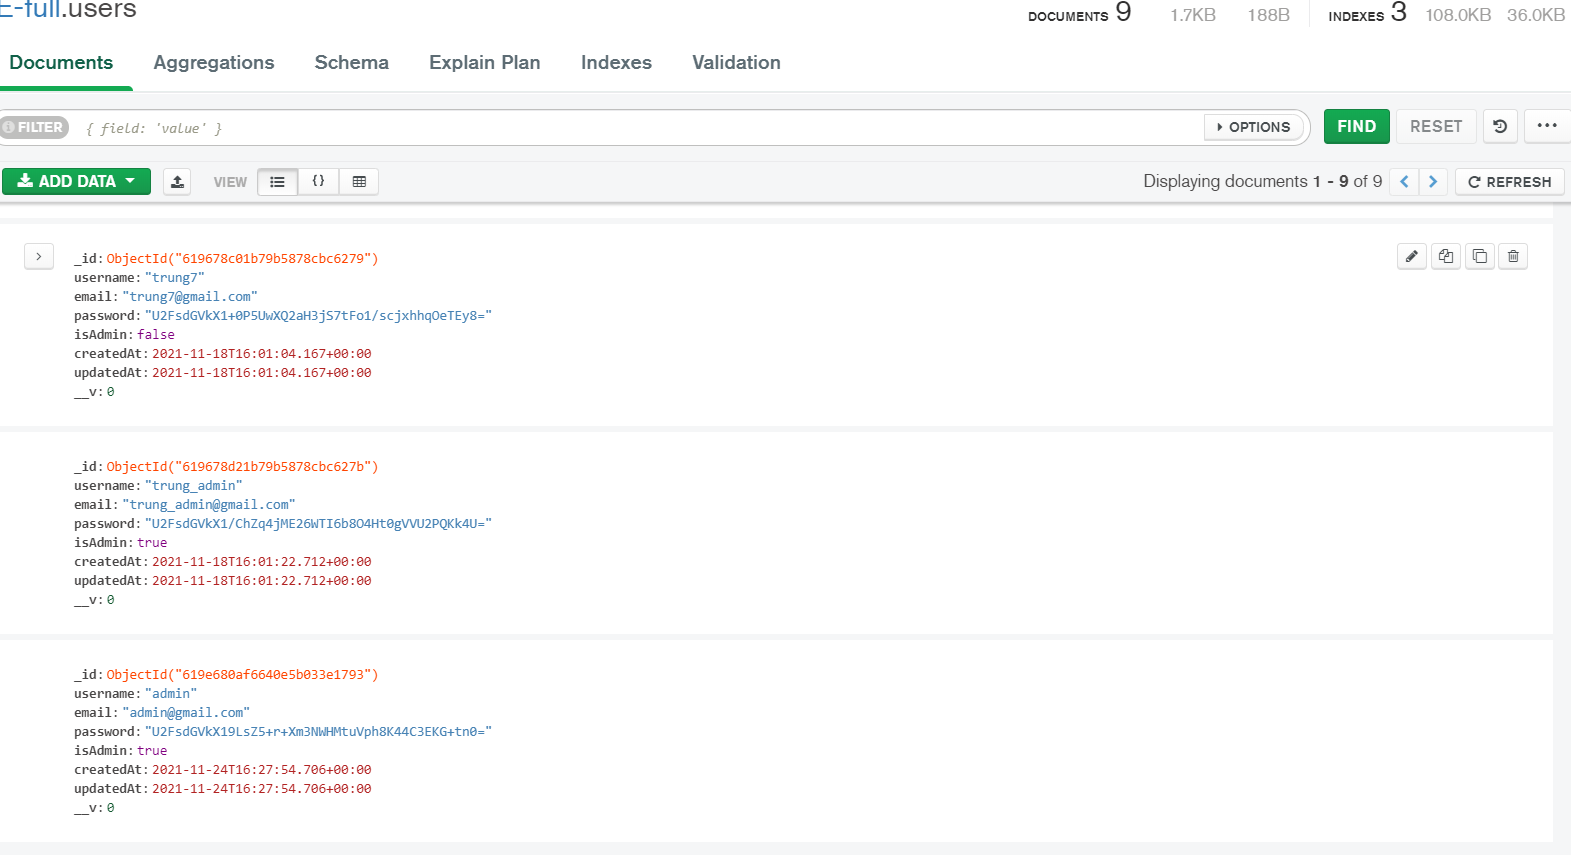 E-full.users
DOCUMENTS 9 1.7KB 188B INDEXES 3 108.0KB 36.0KB
Documents Aggregations Schema Explain Plan Indexes Validation
FILTER { field: 'value' } OPTIONS FIND RESET ...
ADD DATA VIEW {} Displaying documents 1 - 9 of 9 REFRESH
_id: ObjectId("619678c01b79b5878cbc6279")
username: "trung7"
email: "trung7@gmail.com"
password: "U2FsdGVkX1+0P5UwXQ2aH3jS7tFo1/scjxhhqOeTEy8="
isAdmin: false
createdAt: 2021-11-18T16:01:04.167+00:00
updatedAt: 2021-11-18T16:01:04.167+00:00
__v: 0
_id: ObjectId("619678d21b79b5878cbc627b")
username: "trung_admin"
email: "trung_admin@gmail.com"
password: "U2FsdGVkX1/ChZq4jME26WTI6b8O4Ht0gVVU2PQKk4U="
isAdmin: true
createdAt: 2021-11-18T16:01:22.712+00:00
updatedAt: 2021-11-18T16:01:22.712+00:00
__v: 0
_id: ObjectId("619e680af6640e5b033e1793")
username: "admin"
email: "admin@gmail.com"
password: "U2FsdGVkX19LsZ5+r+Xm3NWHMtuVph8K44C3EKG+tn0="
isAdmin: true
createdAt: 2021-11-24T16:27:54.706+00:00
updatedAt: 2021-11-24T16:27:54.706+00:00
__v: 0